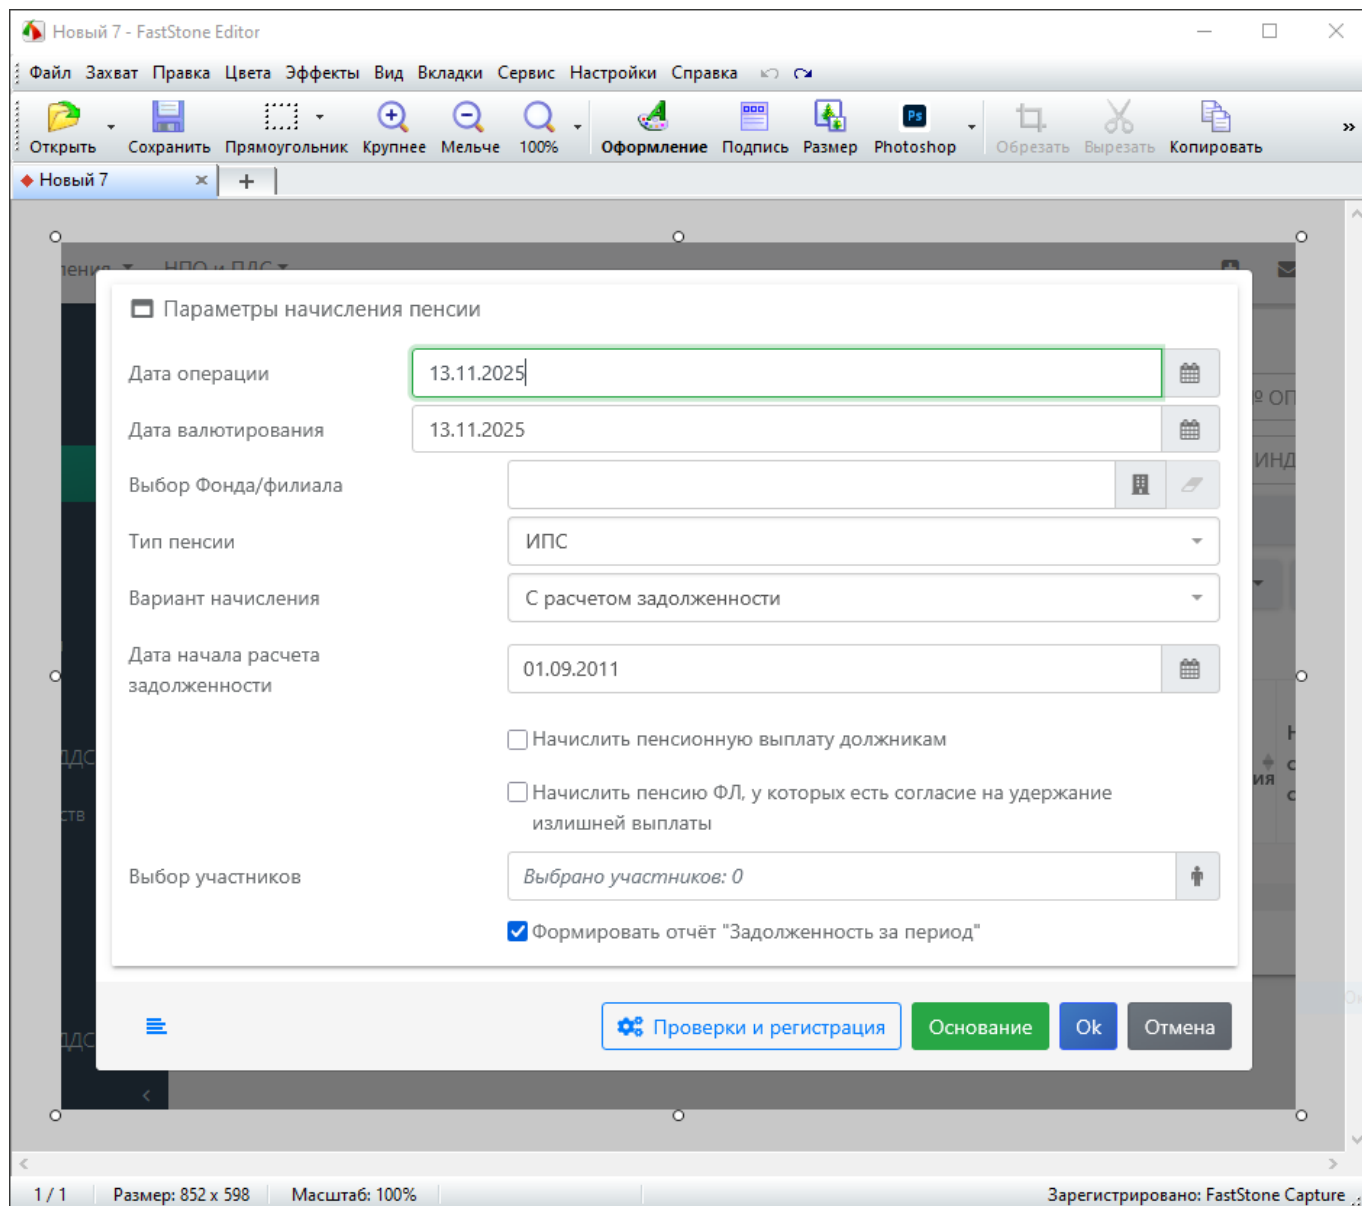 Новый 7 - FastStone Editor
Файл Захват Правка Цвета Эффекты Вид Вкладки Сервис Настройки Справка
Открыть Сохранить Прямоугольник Крупнее Мельче 100% Оформление Подпись Размер Photoshop Обрезать Вырезать Копировать
Новый 7
НПО и ПДС
Параметры начисления пенсии
Дата операции 13.11.2025
Дата валютирования 13.11.2025
Выбор Фонда/филиала
Тип пенсии ИПС
Вариант начисления С расчетом задолженности
Дата начала расчета
задолженности
01.09.2011
Начислить пенсионную выплату должникам
Начислить пенсию ФЛ, у которых есть согласие на удержание
излишней выплаты
Выбор участников Выбрано участников: 0
Формировать отчёт "Задолженность за период"
Проверки и регистрация Основание Ok Отмена
1 / 1 Размер: 852 x 598 Масштаб: 100% Зарегистрировано: FastStone Capture